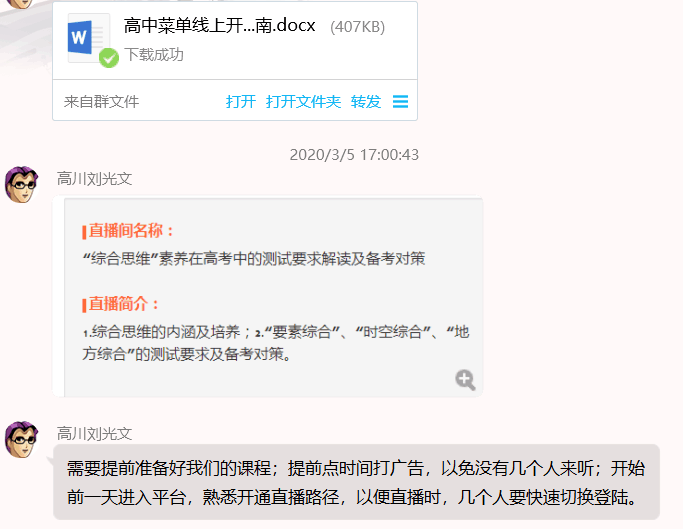 高中菜单线上开...南.docx (407KB)
下载成功
来自群文件 打开 打开文件夹 转发
2020/3/5 17:00:43
高川刘光文
直播间名称：
“综合思维”素养在高考中的测试要求解读及备考对策
直播简介：
1.综合思维的内涵及培养；2.“要素综合”、“时空综合”、“地
方综合”的测试要求及备考对策。
高川刘光文
需要提前准备好我们的课程；提前点时间打广告，以免没有几个人来听；开始
前一天进入平台，熟悉开通直播路径，以便直播时，几个人要快速切换登陆。